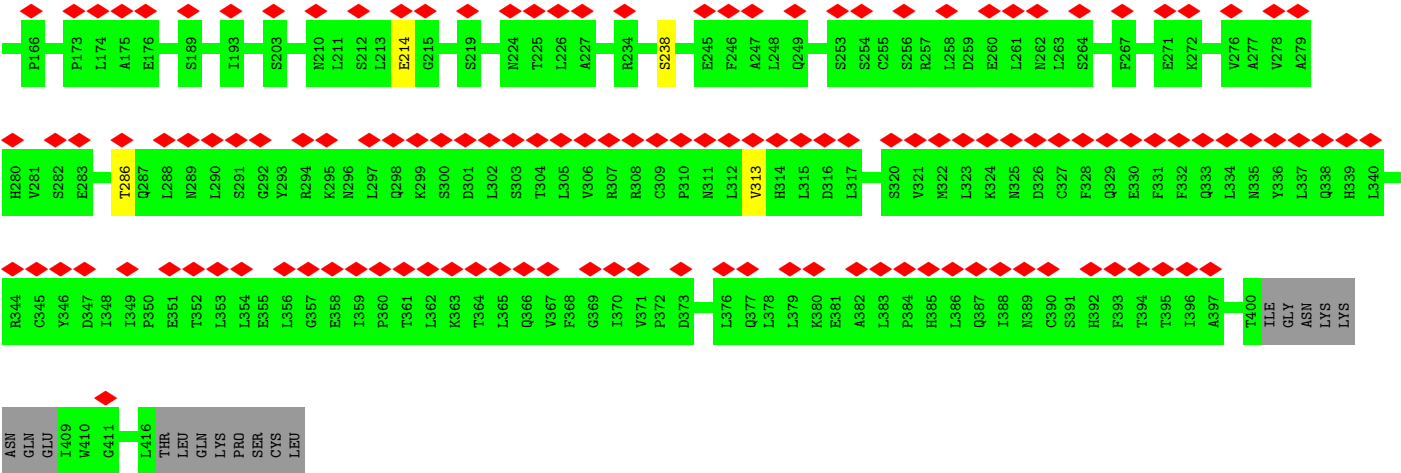 P166 P173 L174 A175 E176 S189 I193 S203 N210 L211 S212 L213 E214 G215 S219 N224 T225 L226 A227 R234 S238 E245 F246 A247 L248 Q249 S253 S254 C255 S256 R257 L258 D259 E260 L261 N262 L263 S264 F267 E271 K272 V276 A277 V278 A279
H280 V281 S282 E283 T286 Q287 L288 N289 L290 S291 G292 Y293 R294 K295 N296 L297 Q298 K299 S300 D301 L302 S303 T304 L305 V306 R307 R308 C309 P310 N311 L312 V313 H314 L315 D316 L317 S320 V321 M322 L323 K324 N325 D326 C327 F328 Q329 E330 F331 F332 Q333 L334 N335 Y336 L337 Q338 H339 L340
R344 C345 Y346 D347 I348 I349 P350 E351 T352 L353 L354 E355 L356 G357 E358 I359 P360 T361 L362 K363 T364 L365 Q366 V367 F368 G369 I370 V371 P372 D373 L376 Q377 L378 L379 K380 E381 A382 L383 P384 H385 L386 Q387 I388 N389 C390 S391 H392 F393 T394 T395 I396 A397 T400 ILE GLY ASN LYS LYS
ASN GLN GLU I409 W410 G411 L416 THR LEU GLN LYS PRO SER CYS LEU